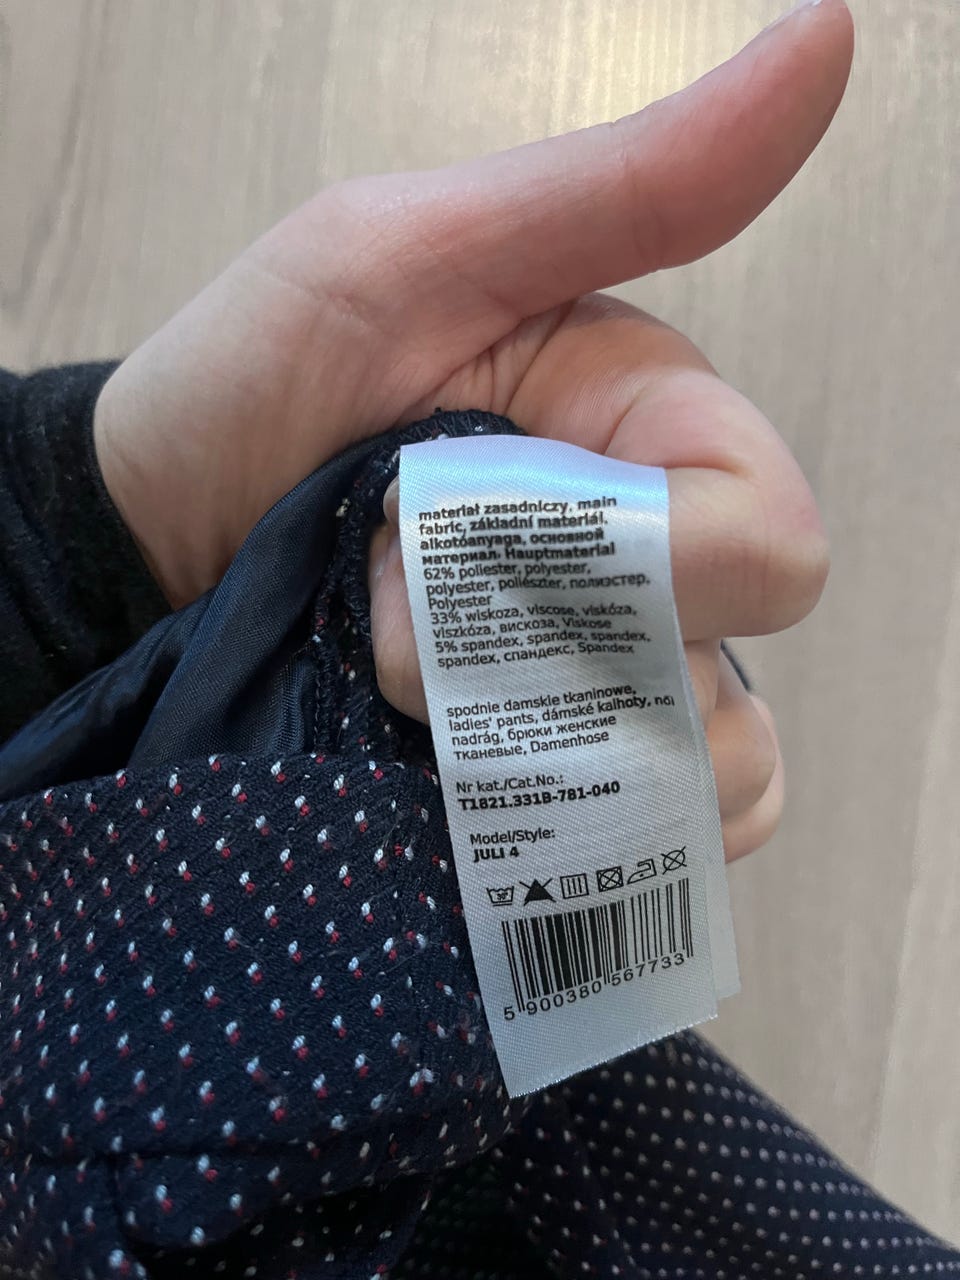 materiał zasadniczy, main
fabric, základní materiál,
alkotóanyaga, основной
материал, Hauptmaterial
62% poliester, polyester,
polyester, poliészter, полиэстер,
Polyester
33% wiskoza, viscose, viskóza,
viszkóza, вискоза, Viskose
5% spandex, spandex, spandex,
spandex, спандекс, Spandex
spodnie damskie tkaninowe,
ladies' pants, dámské kalhoty, női
nadrág, брюки женские
тканевые, Damenhose
Nr kat./Cat.No.:
T1821.331B-781-040
Model/Style:
JULI 4
30
5 900380 567733